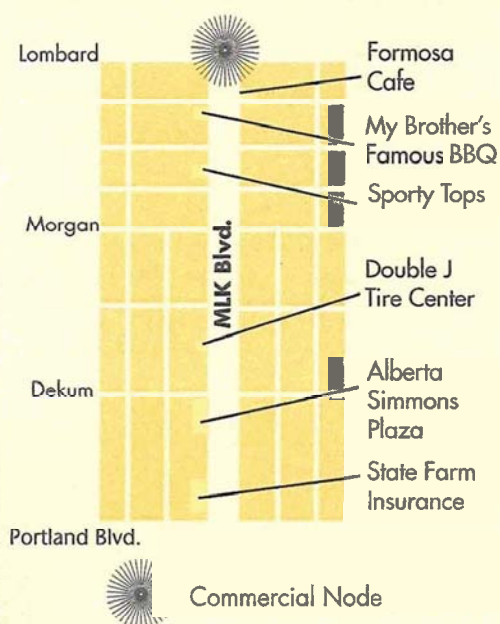 Lombard
Formosa
Cafe
My Brother's
Famous BBQ
Sporty Tops
Morgan
MLK Blvd.
Double J
Tire Center
Dekum
Alberta
Simmons
Plaza
State Farm
Insurance
Portland Blvd.
Commercial Node